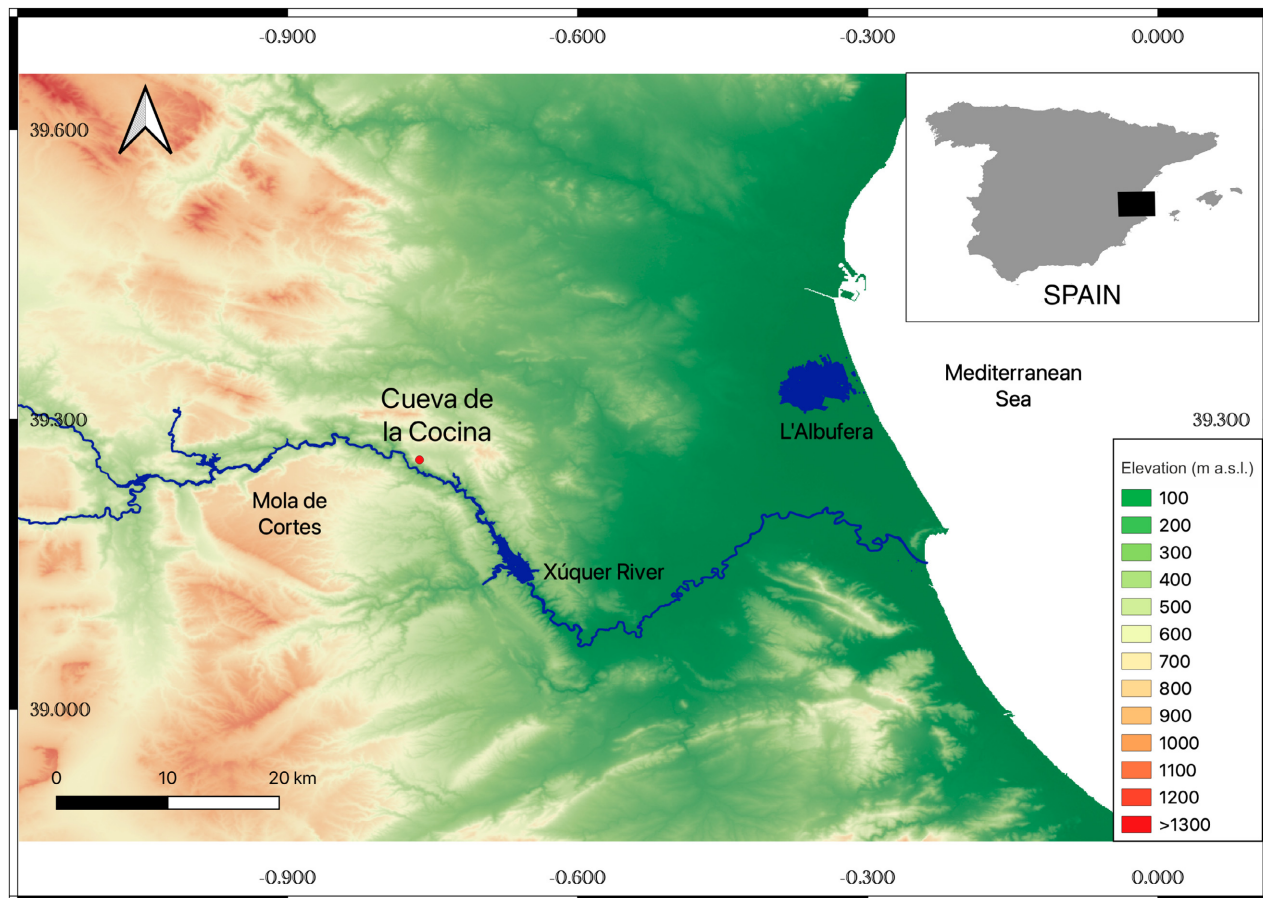 -0.900
-0.600
-0.300
0.000
39.600
SPAIN
Mediterranean
Sea
Cueva de
la Cocina
39.300
39.300
L'Albufera
Mola de
Cortes
Xúquer River
Elevation (m a.s.l.)
100
200
300
400
500
600
700
800
900
1000
1100
1200
>1300
39.000
0
10
20 km
-0.900
-0.600
-0.300
0.000